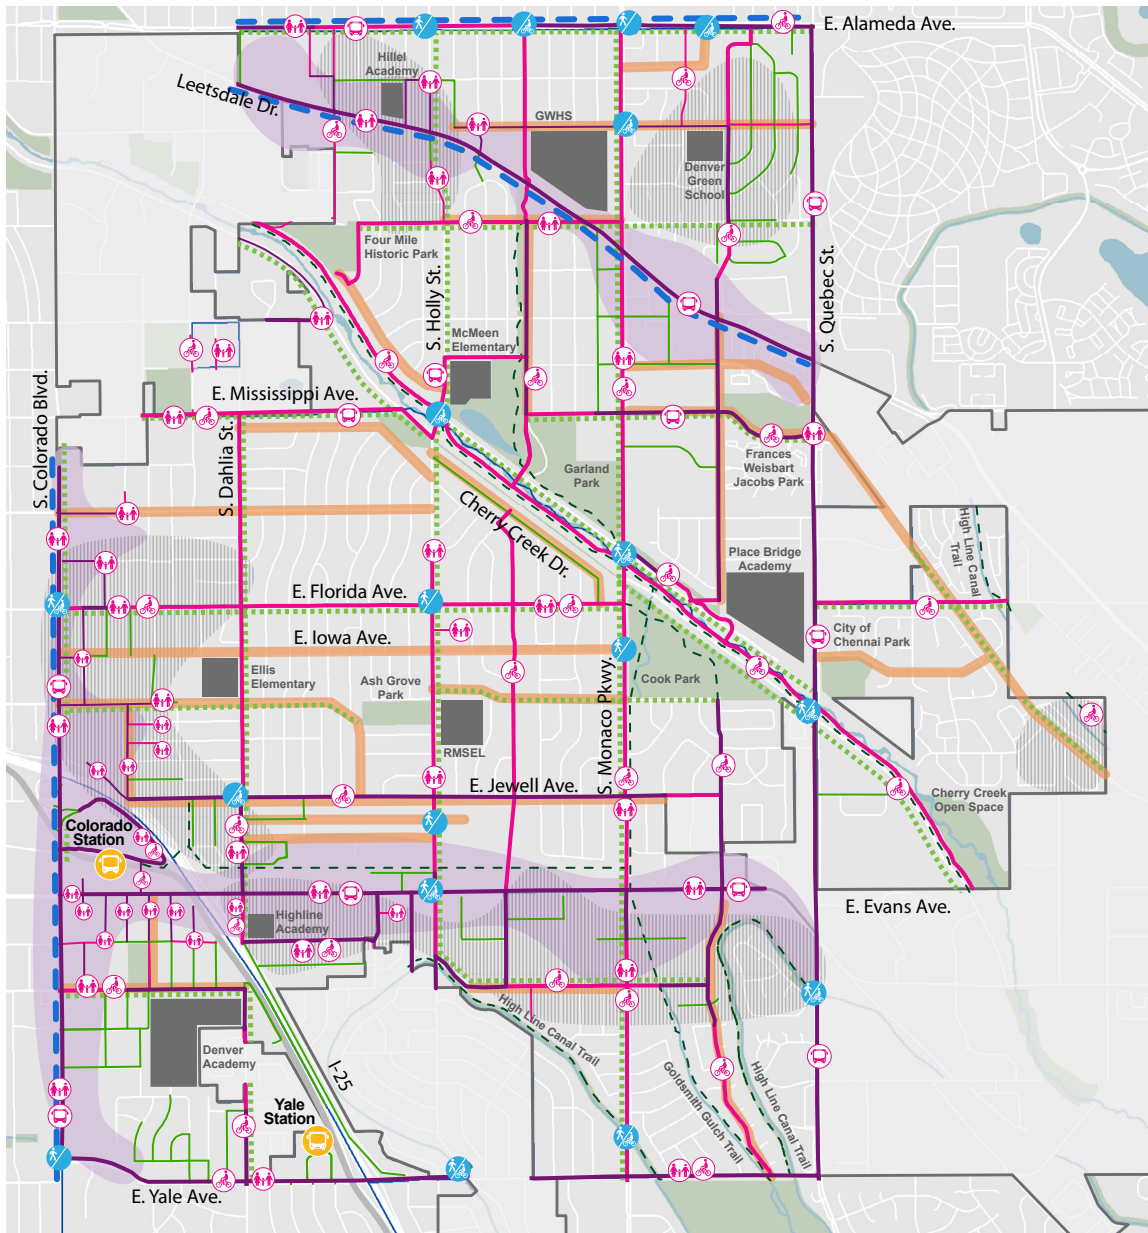 E. Alameda Ave.
Hillel
Academy
Leetsdale Dr.
GWHS
Denver
Green
School
Four Mile
Historic Park
S. Holly St.
S. Quebec St.
McMeen
Elementary
E. Mississippi Ave.
S. Colorado Blvd.
S. Dahlia St.
Garland
Park
Frances
Weisbart
Jacobs Park
Cherry Creek Dr.
High Line Canal
Trail
Place Bridge
Academy
E. Florida Ave.
E. Iowa Ave.
City of
Chennai Park
Ellis
Elementary
Ash Grove
Park
Cook Park
S. Monaco Pkwy.
RMSEL
E. Jewell Ave.
Cherry Creek
Open Space
Colorado
Station
E. Evans Ave.
Highline
Academy
High Line Canal Trail
Goldsmith Gulch Trail
High Line Canal Trail
Denver
Academy
I-25
Yale
Station
E. Yale Ave.